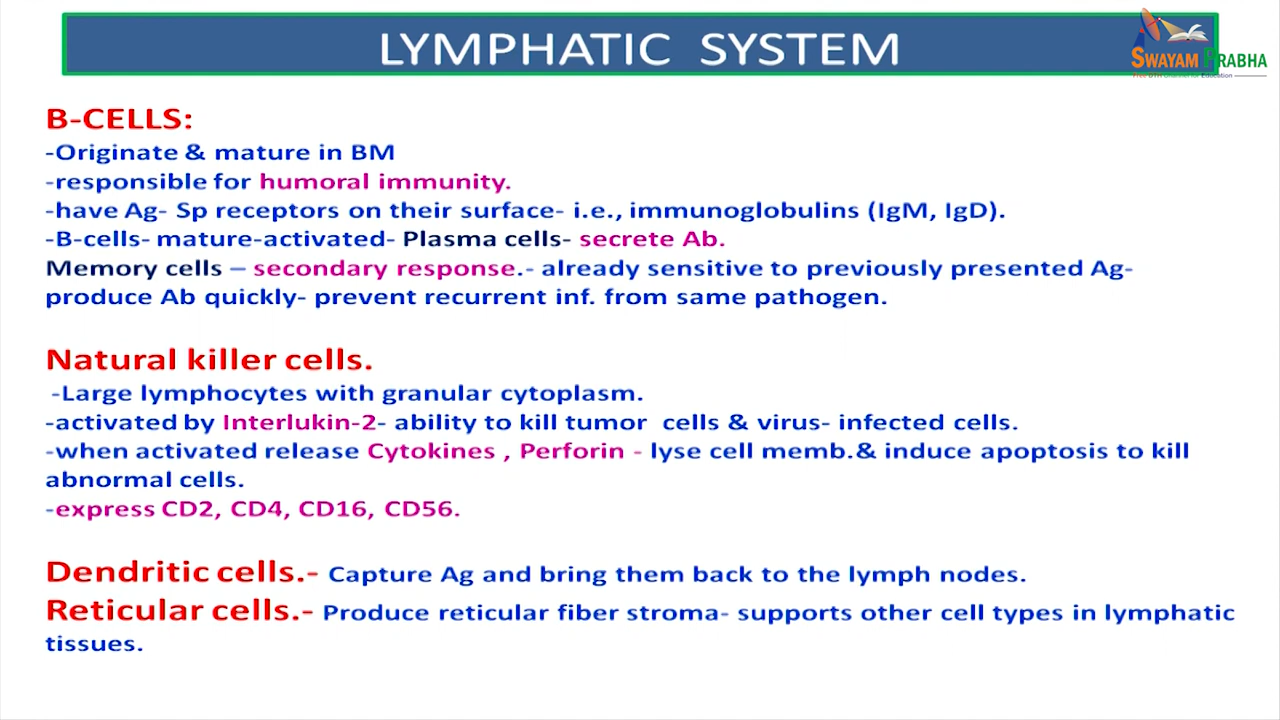 LYMPHATIC SYSTEM
SWAYAM PRABHA
Free DTH Channel for Education
B-CELLS:
-Originate & mature in BM
-responsible for humoral immunity.
-have Ag- Sp receptors on their surface- i.e., immunoglobulins (IgM, IgD).
-B-cells- mature-activated- Plasma cells- secrete Ab.
Memory cells – secondary response.- already sensitive to previously presented Ag-
produce Ab quickly- prevent recurrent inf. from same pathogen.
Natural killer cells.
-Large lymphocytes with granular cytoplasm.
-activated by Interlukin-2- ability to kill tumor cells & virus- infected cells.
-when activated release Cytokines , Perforin - lyse cell memb.& induce apoptosis to kill
abnormal cells.
-express CD2, CD4, CD16, CD56.
Dendritic cells.- Capture Ag and bring them back to the lymph nodes.
Reticular cells.- Produce reticular fiber stroma- supports other cell types in lymphatic
tissues.